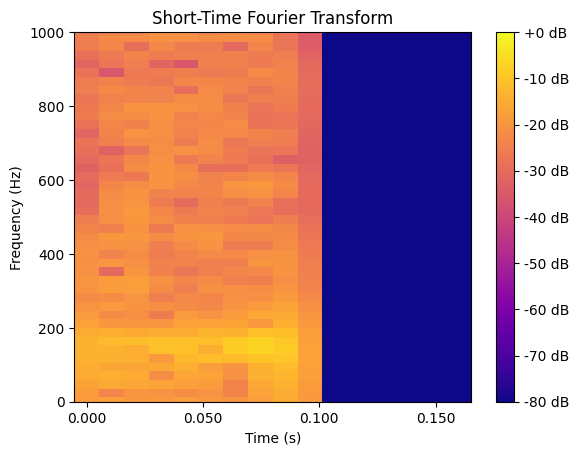 Short-Time Fourier Transform
Frequency (Hz)
1000
800
600
400
200
0
0.000
0.050
0.100
0.150
Time (s)
+0 dB
-10 dB
-20 dB
-30 dB
-40 dB
-50 dB
-60 dB
-70 dB
-80 dB